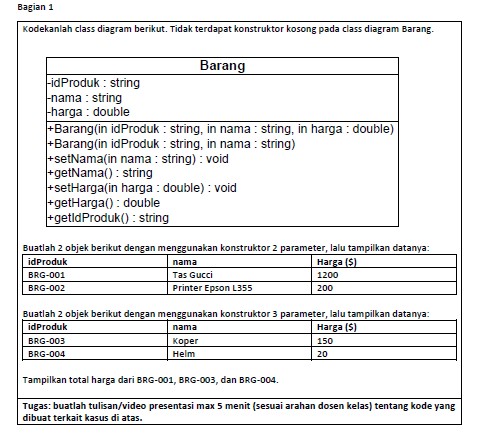 Bagian 1
Kodekanlah class diagram berikut. Tidak terdapat konstruktor kosong pada class diagram Barang.
Barang
-idProduk : string
-nama : string
-harga : double
+Barang(in idProduk : string, in nama : string, in harga : double)
+Barang(in idProduk : string, in nama : string)
+setNama(in nama : string) : void
+getNama() : string
+setHarga(in harga : double) : void
+getHarga() : double
+getIdProduk() : string
Buatlah 2 objek berikut dengan menggunakan konstruktor 2 parameter, lalu tampilkan datanya:
idProduk nama Harga ($)
BRG-001 Tas Gucci 1200
BRG-002 Printer Epson L355 200
Buatlah 2 objek berikut dengan menggunakan konstruktor 3 parameter, lalu tampilkan datanya:
idProduk nama Harga ($)
BRG-003 Koper 150
BRG-004 Helm 20
Tampilkan total harga dari BRG-001, BRG-003, dan BRG-004.
Tugas: buatlah tulisan/video presentasi max 5 menit (sesuai arahan dosen kelas) tentang kode yang
dibuat terkait kasus di atas.